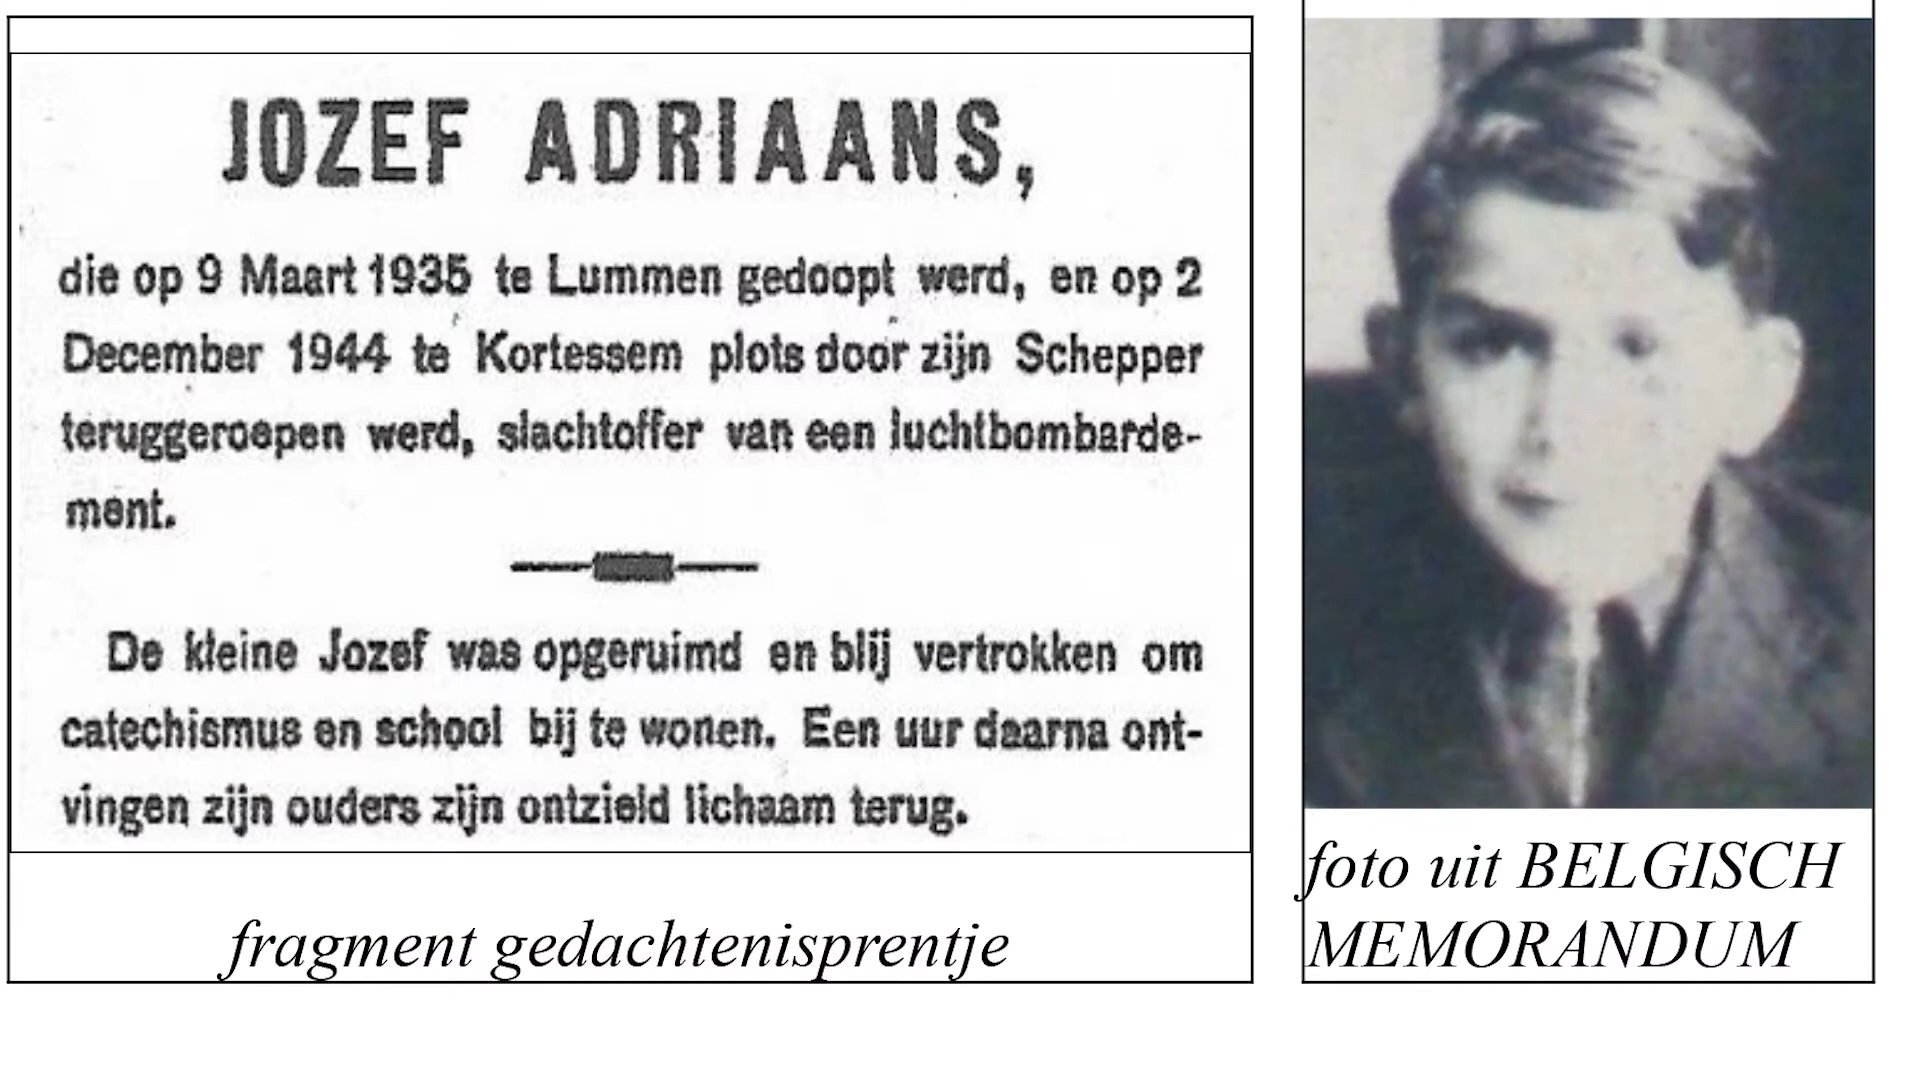 JOZEF ADRIAANS,
die op 9 Maart 1935 te Lummen gedoopt werd, en op 2
December 1944 te Kortessem plots door zijn Schepper
teruggeroepen werd, slachtoffer van een luchtbombarde-
ment.
De kleine Jozef was opgeruimd en blij vertrokken om
catechismus en school bij te wonen. Een uur daarna ont-
vingen zijn ouders zijn ontzield lichaam terug.
fragment gedachtenisprentje
foto uit BELGISCH
MEMORANDUM